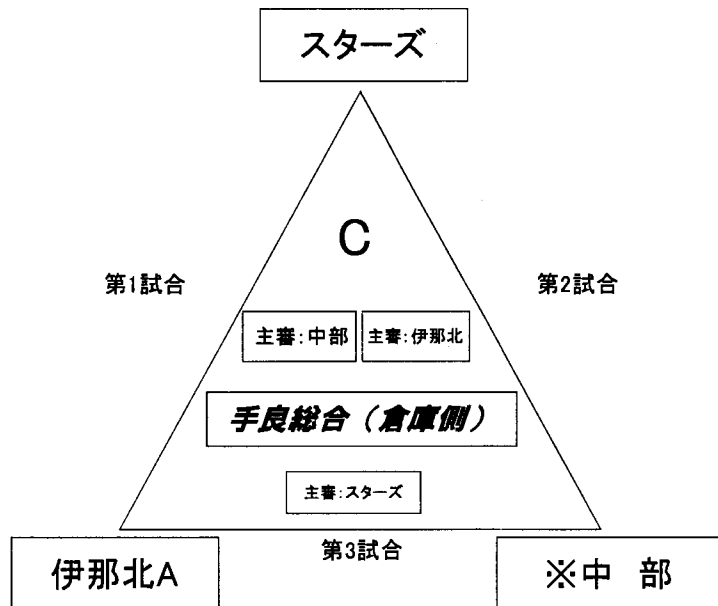 スターズ
C
第1試合
第2試合
主審:中部
主審:伊那北
手良総合(倉庫側)
主審:スターズ
第3試合
伊那北A
※中 部